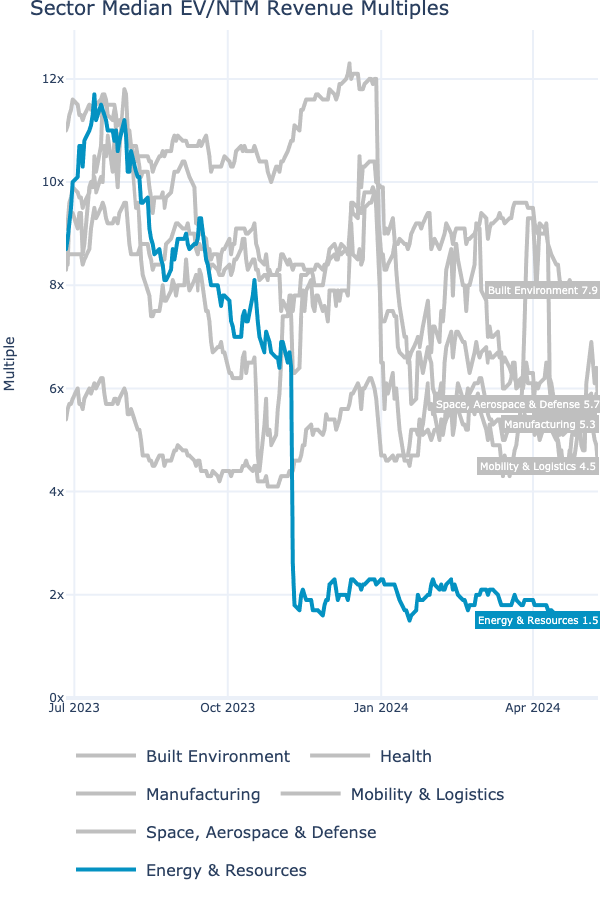 Sector Median EV/NTM Revenue Multiples
12x
10x
8x
6x
4x
2x
0x
Multiple
Built Environment 7.9
Space, Aerospace & Defense 5.7
Manufacturing 5.3
Mobility & Logistics 4.5
Energy & Resources 1.5
Jul 2023
Oct 2023
Jan 2024
Apr 2024
Built Environment
Health
Manufacturing
Mobility & Logistics
Space, Aerospace & Defense
Energy & Resources